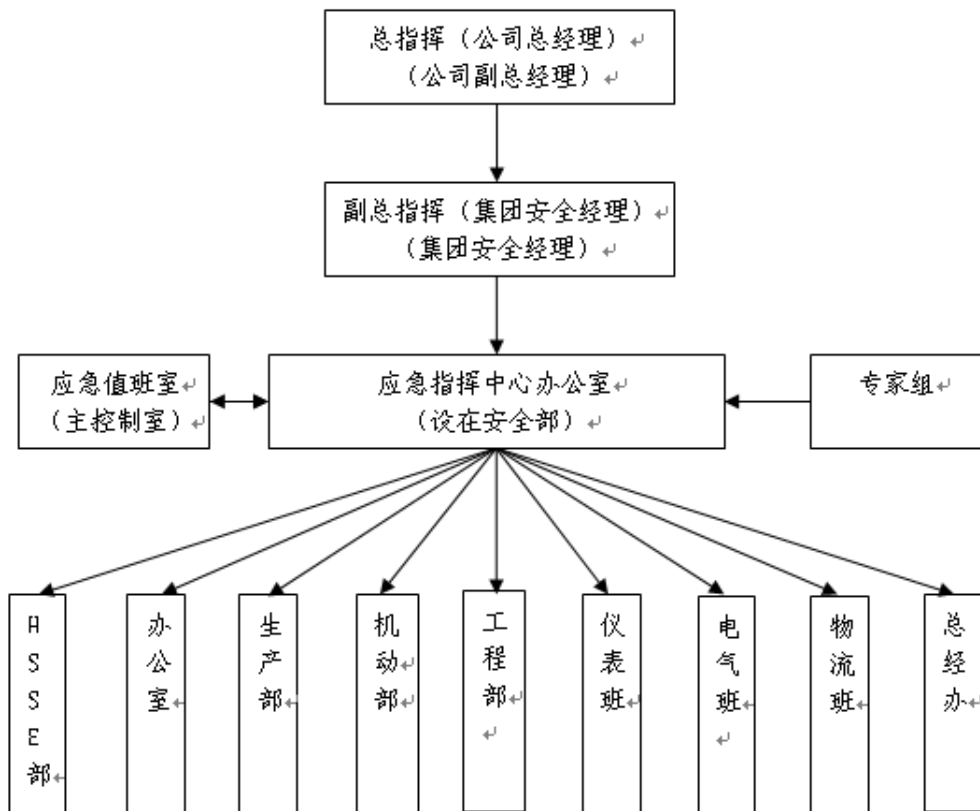 总指挥（公司总经理）
（公司副总经理）
副总指挥（集团安全经理）
（集团安全经理）
应急值班室
（主控制室）
应急指挥中心办公室
（设在安全部）
专家组
HSSE部
办公室
生产部
机动部
工程部
仪表班
电气班
物流班
总经办